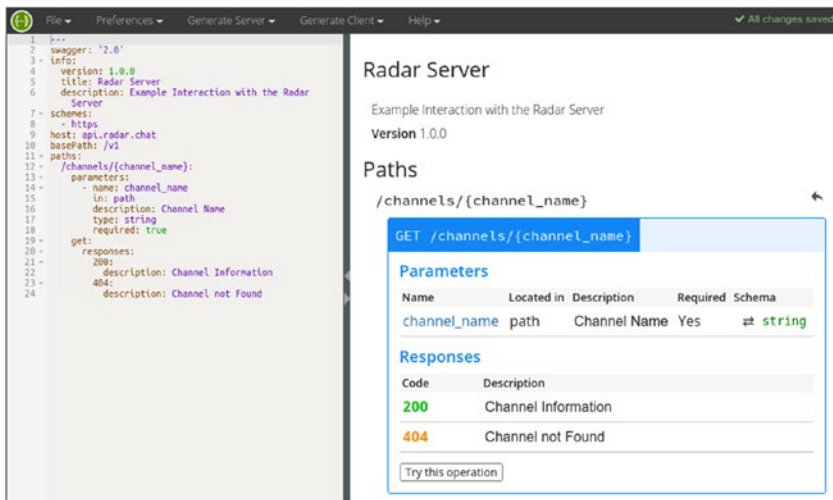 File Preferences Generate Server Generate Client Help All changes saved
1 ---
2 swagger: '2.0'
3 info:
4 version: 1.0.0
5 title: Radar Server
6 description: Example Interaction with the Radar
Server
7 schemes:
8 - https
9 host: api.radar.chat
10 basePath: /v1
11 paths:
12 /channels/{channel_name}:
13 parameters:
14 - name: channel_name
15 in: path
16 description: Channel Name
17 type: string
18 required: true
19 get:
20 responses:
21 200:
22 description: Channel Information
23 404:
24 description: Channel not Found
Radar Server
Example Interaction with the Radar Server
Version 1.0.0
Paths
/channels/{channel_name}
GET /channels/{channel_name}
Parameters
Name Located in Description Required Schema
channel_name path Channel Name Yes ⇄ string
Responses
Code Description
200 Channel Information
404 Channel not Found
Try this operation